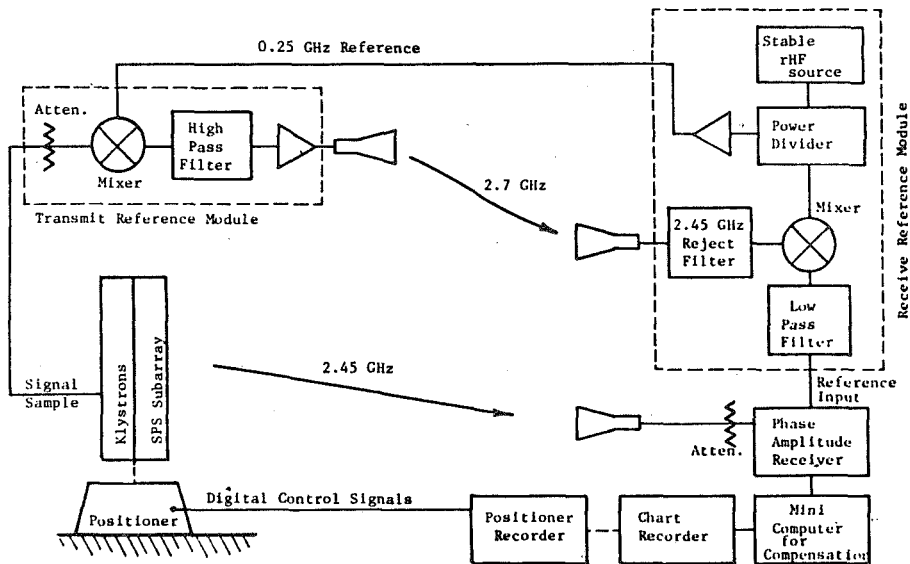 0.25 GHz Reference
Stable
rHF
source
Atten.
High
Pass
Filter
Mixer
Transmit Reference Module
Power
Divider
2.7 GHz
Mixer
2.45 GHz
Reject
Filter
Low
Pass
Filter
Receive Reference Module
Klystrons
SPS Subarray
2.45 GHz
Signal
Sample
Reference
Input
Atten.
Phase
Amplitude
Receiver
Positioner
Digital Control Signals
Positioner
Recorder
Chart
Recorder
Mini
Computer
for
Compensation